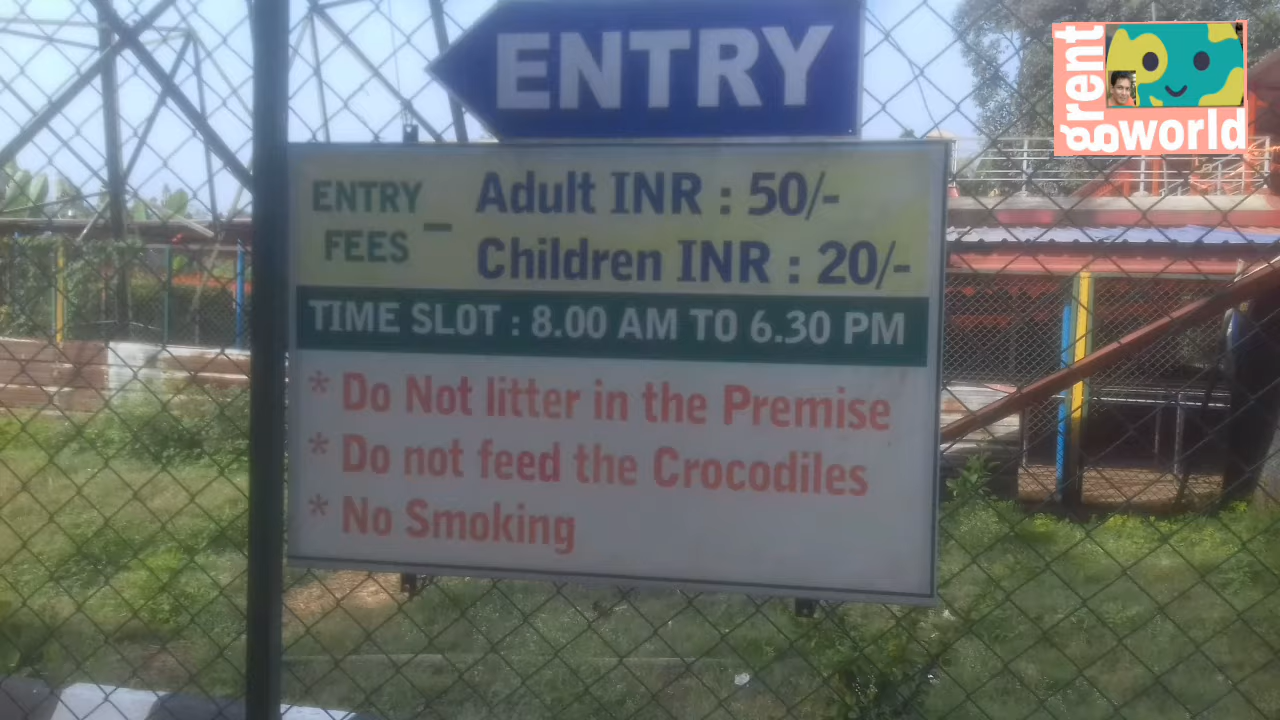 ENTRY
ENTRY FEES - Adult INR : 50/-
Children INR : 20/-
TIME SLOT : 8.00 AM TO 6.30 PM
* Do Not litter in the Premise
* Do not feed the Crocodiles
* No Smoking
grent
goworld